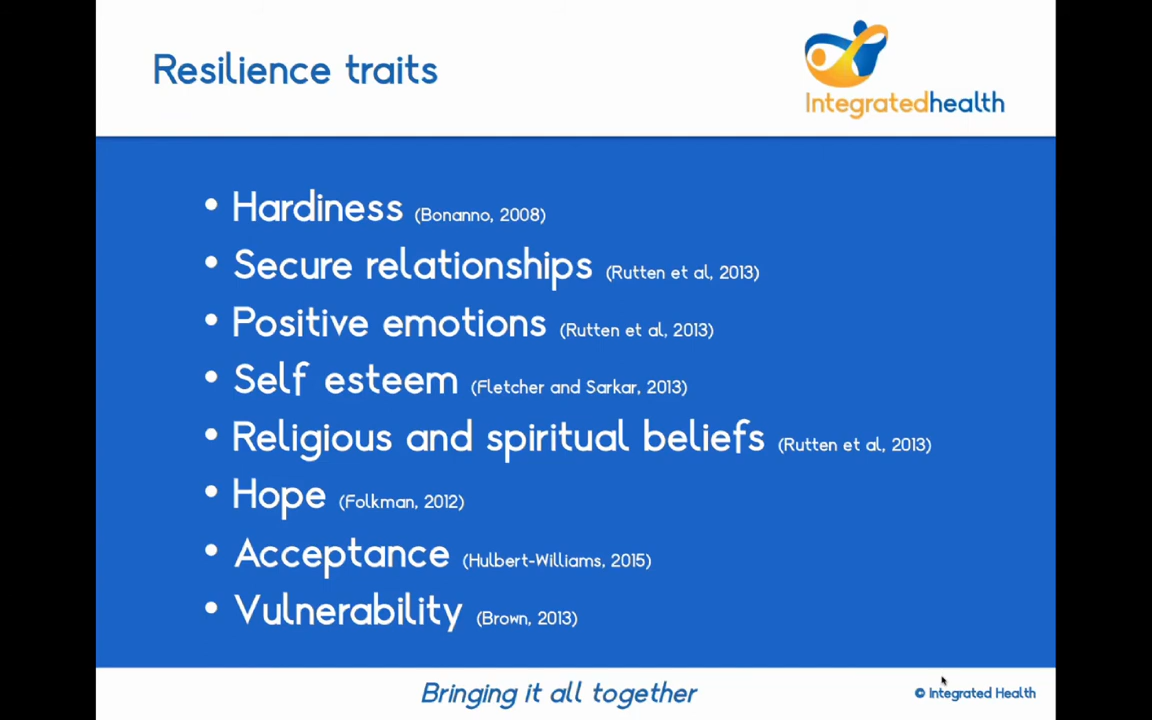 Resilience traits
Integratedhealth
• Hardiness (Bonanno, 2008)
• Secure relationships (Rutten et al, 2013)
• Positive emotions (Rutten et al, 2013)
• Self esteem (Fletcher and Sarkar, 2013)
• Religious and spiritual beliefs (Rutten et al, 2013)
• Hope (Folkman, 2012)
• Acceptance (Hulbert-Williams, 2015)
• Vulnerability (Brown, 2013)
Bringing it all together
© Integrated Health